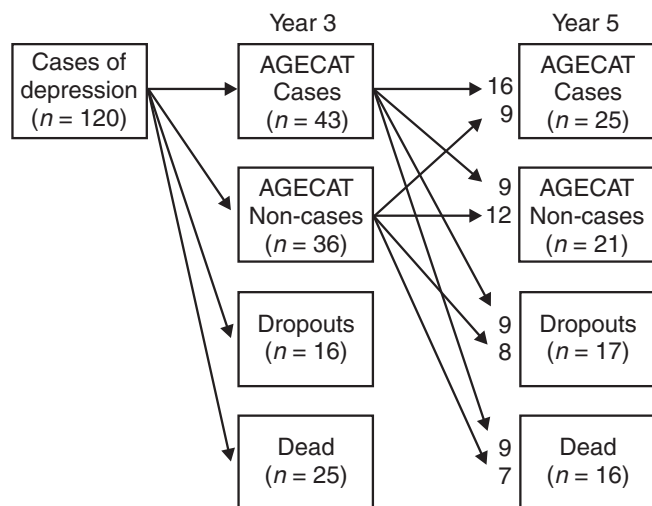 Year 3
Year 5
Cases of
depression
(n = 120)
AGECAT
Cases
(n = 43)
16
9
AGECAT
Cases
(n = 25)
AGECAT
Non-cases
(n = 36)
9
12
AGECAT
Non-cases
(n = 21)
Dropouts
(n = 16)
9
8
Dropouts
(n = 17)
Dead
(n = 25)
9
7
Dead
(n = 16)